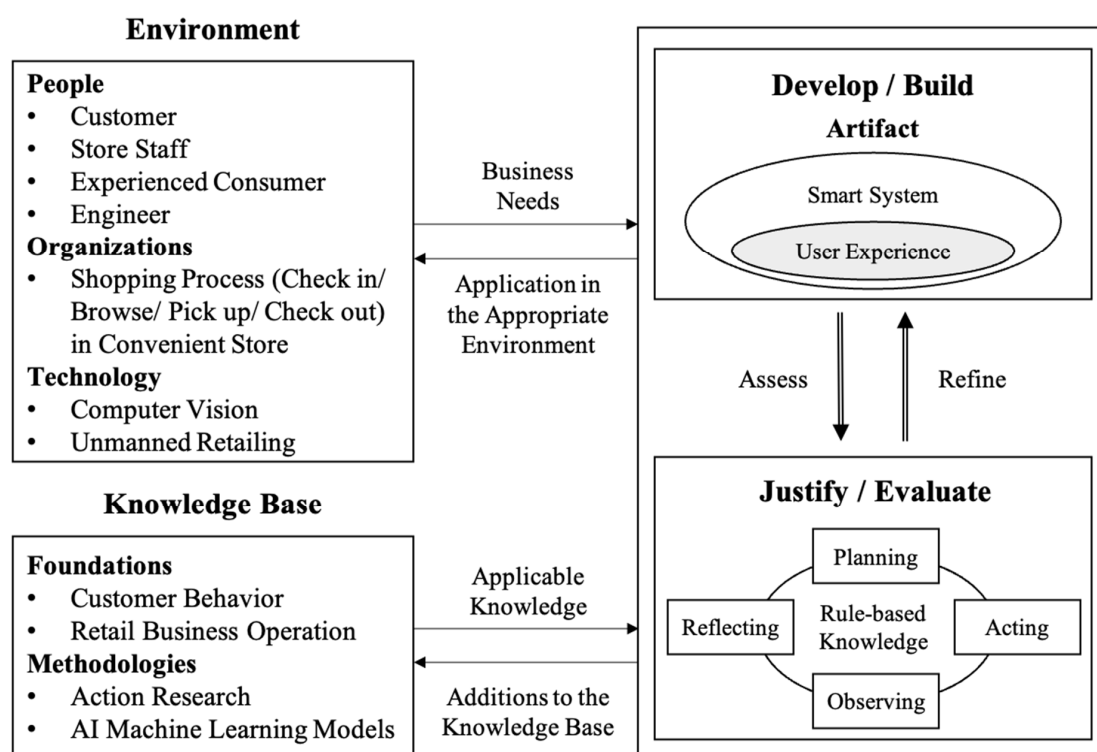 Environment
People
• Customer
• Store Staff
• Experienced Consumer
• Engineer
Organizations
• Shopping Process (Check in/
Browse/ Pick up/ Check out)
in Convenient Store
Technology
• Computer Vision
• Unmanned Retailing
Knowledge Base
Foundations
• Customer Behavior
• Retail Business Operation
Methodologies
• Action Research
• AI Machine Learning Models
Business
Needs
Application in
the Appropriate
Environment
Applicable
Knowledge
Additions to the
Knowledge Base
Develop / Build
Artifact
Smart System
User Experience
Assess
Refine
Justify / Evaluate
Planning
Reflecting
Rule-based
Knowledge
Acting
Observing